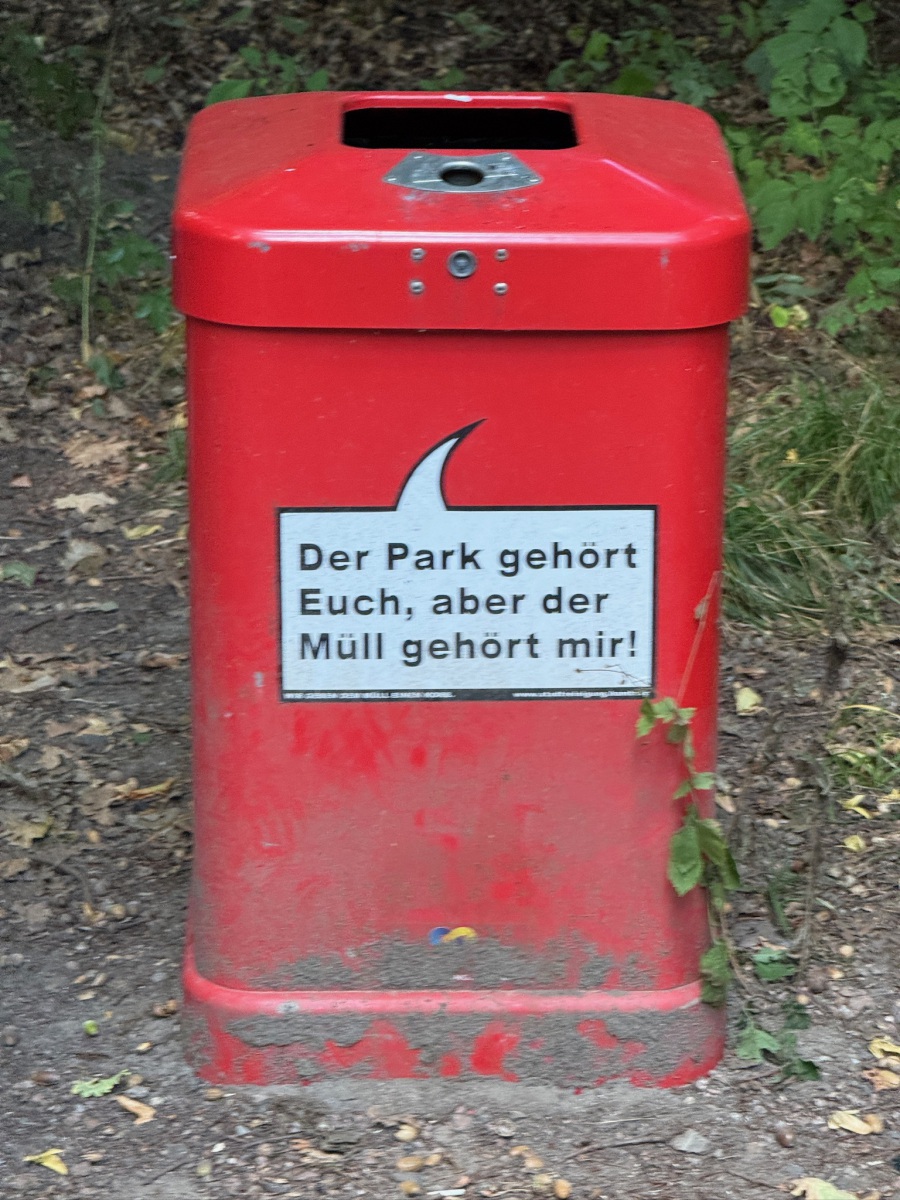 Der Park gehört
Euch, aber der
Müll gehört mir!